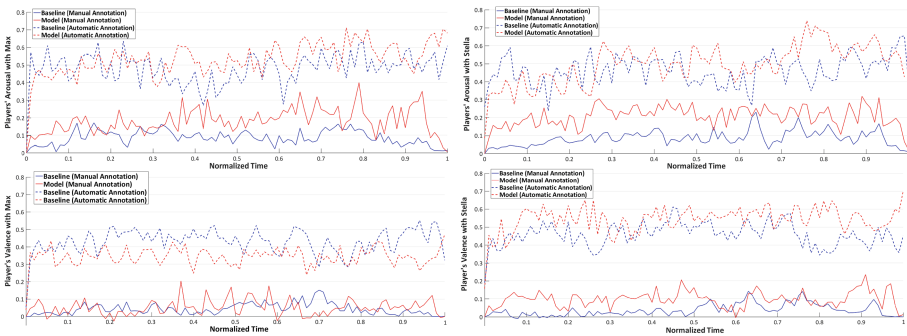 0.8
0.7
0.6
0.5
0.4
0.3
0.2
0.1
0
Players' Arousal with Max
Baseline (Manual Annotation)
Model (Manual Annotation)
Baseline (Automatic Annotation)
Model (Automatic Annotation)
0 0.1 0.2 0.3 0.4 0.5 0.6 0.7 0.8 0.9 1
Normalized Time
0.8
0.7
0.6
0.5
0.4
0.3
0.2
0.1
0
Players' Arousal with Stella
Baseline (Manual Annotation)
Model (Manual Annotation)
Baseline (Automatic Annotation)
Model (Automatic Annotation)
0 0.1 0.2 0.3 0.4 0.5 0.6 0.7 0.8 0.9 1
Normalized Time
0.8
0.7
0.6
0.5
0.4
0.3
0.2
0.1
0
Player's Valence with Max
Baseline (Manual Annotation)
Model (Manual Annotation)
Baseline (Automatic Annotation)
Baseline (Automatic Annotation)
0 0.1 0.2 0.3 0.4 0.5 0.6 0.7 0.8 0.9 1
Normalized Time
0.8
0.7
0.6
0.5
0.4
0.3
0.2
0.1
0
Player's Valence with Stella
Baseline (Manual Annotation)
Model (Manual Annotation)
Baseline (Automatic Annotation)
Model (Automatic Annotation)
0 0.1 0.2 0.3 0.4 0.5 0.6 0.7 0.8 0.9 1
Normalized Time